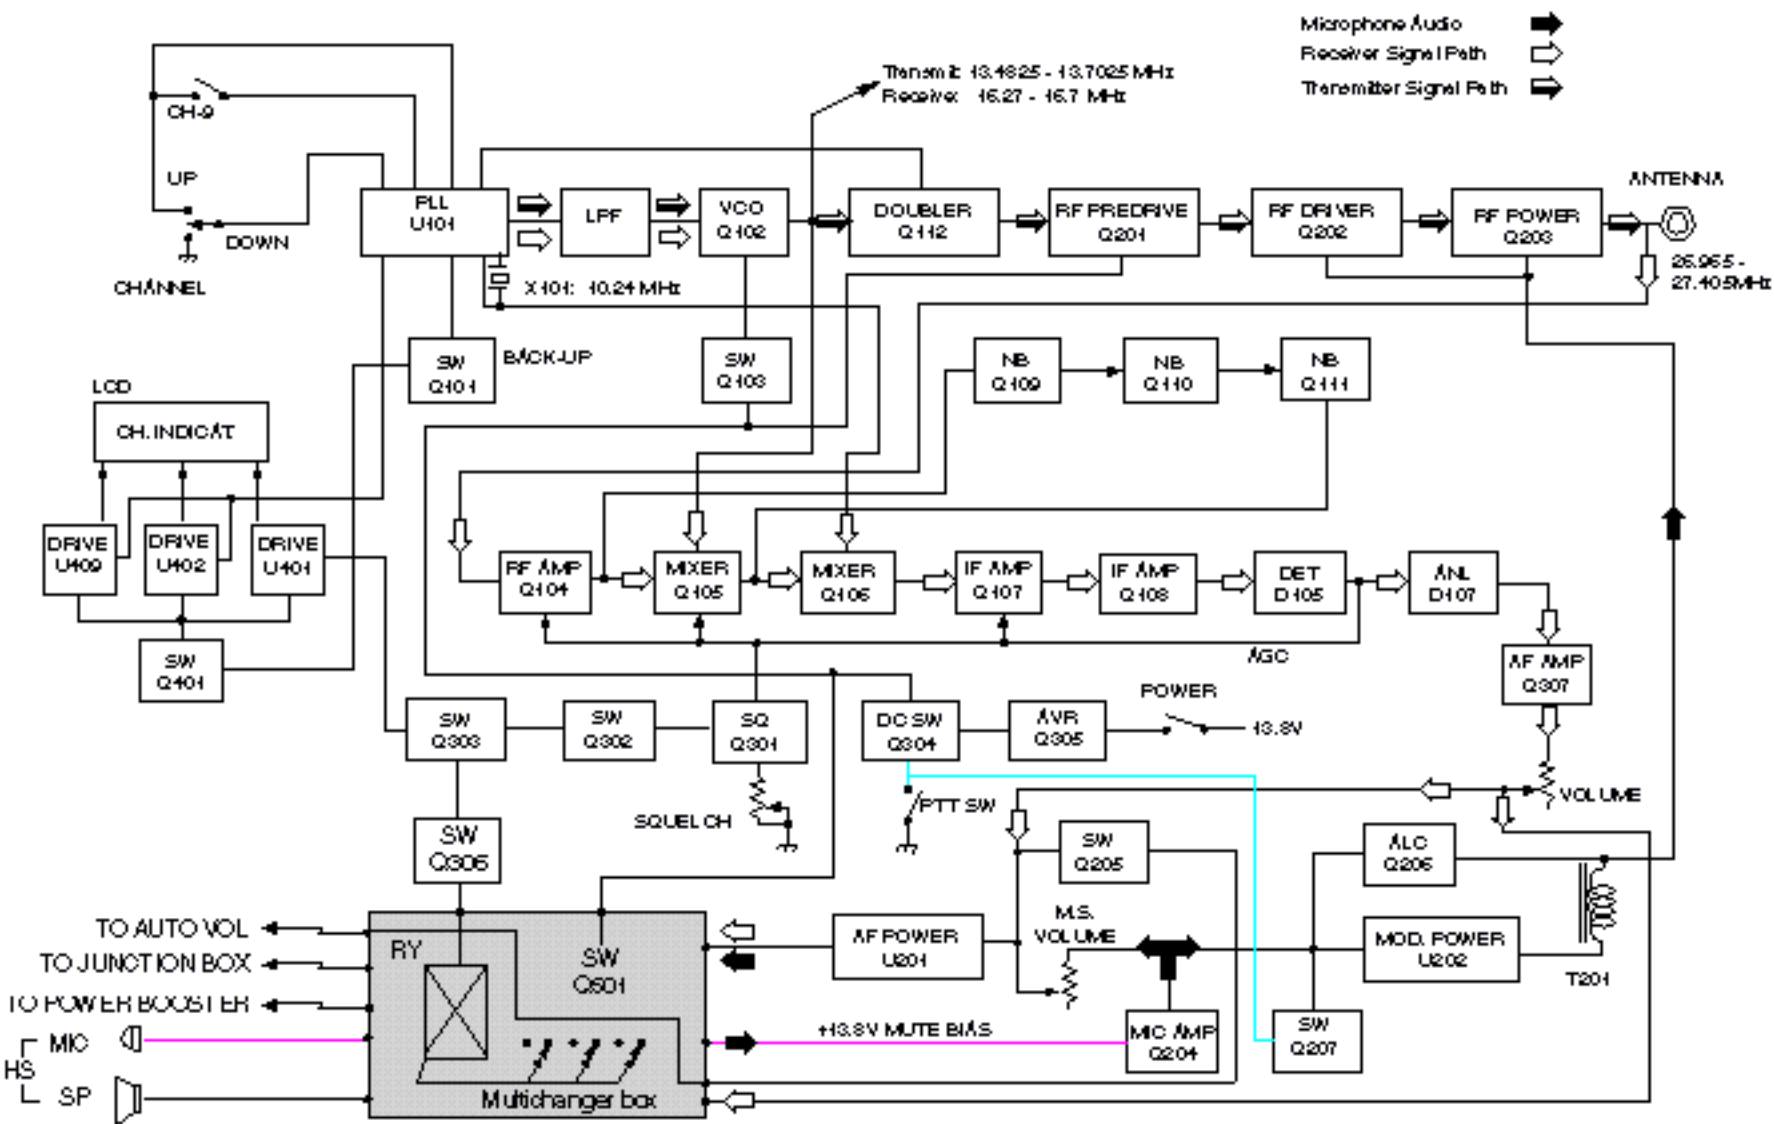 Microphone Audio
Receiver Signal Path
Transmitter Signal Path
Transmit: 13.4825 - 13.7025 MHz
Receive: 16.27 - 16.7 MHz
CH-9
UP
DOWN
CHANNEL
PLL
U101
LPF
VCO
Q102
DOUBLER
Q112
RF PREDRIVE
Q201
RF DRIVER
Q202
RF POWER
Q203
ANTENNA
26.965 -
27.405MHz
X101: 10.24 MHz
SW
Q101
BACK-UP
SW
Q103
NB
Q109
NB
Q110
NB
Q111
LCD
CH. INDICAT
DRIVE
U409
DRIVE
U402
DRIVE
U401
SW
Q401
RF AMP
Q104
MIXER
Q105
MIXER
Q106
IF AMP
Q107
IF AMP
Q108
DET
D105
ANL
D107
AGC
AF AMP
Q307
SW
Q303
SW
Q302
SQ
Q301
SQUELCH
DC SW
Q304
AVR
Q305
POWER
13.8V
PTT SW
VOLUME
SW
Q306
SW
Q205
ALC
Q206
M.S.
VOLUME
AF POWER
U201
MOD. POWER
U202
T201
TO AUTO VOL
TO JUNCTION BOX
TO POWER BOOSTER
MIC
HS
SP
RY
SW
Q501
Multichanger box
+13.8V MUTE BIAS
MIC AMP
Q204
SW
Q207